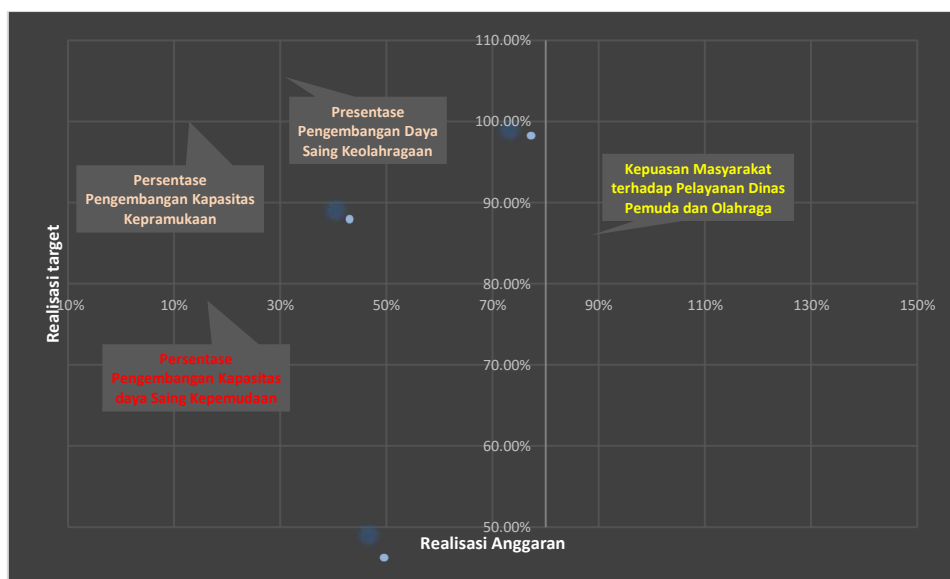 110.00%
Presentase
Pengembangan Daya
Saing Keolahragaan
100.00%
Persentase
Pengembangan Kapasitas
Kepramukaan
Kepuasan Masyarakat
terhadap Pelayanan Dinas
Pemuda dan Olahraga
90.00%
Realisasi target
80.00%
10%
10%
30%
50%
70%
90%
110%
130%
150%
Persentase
Pengembangan Kapasitas
daya Saing Kepemudaan
70.00%
60.00%
50.00%
Realisasi Anggaran